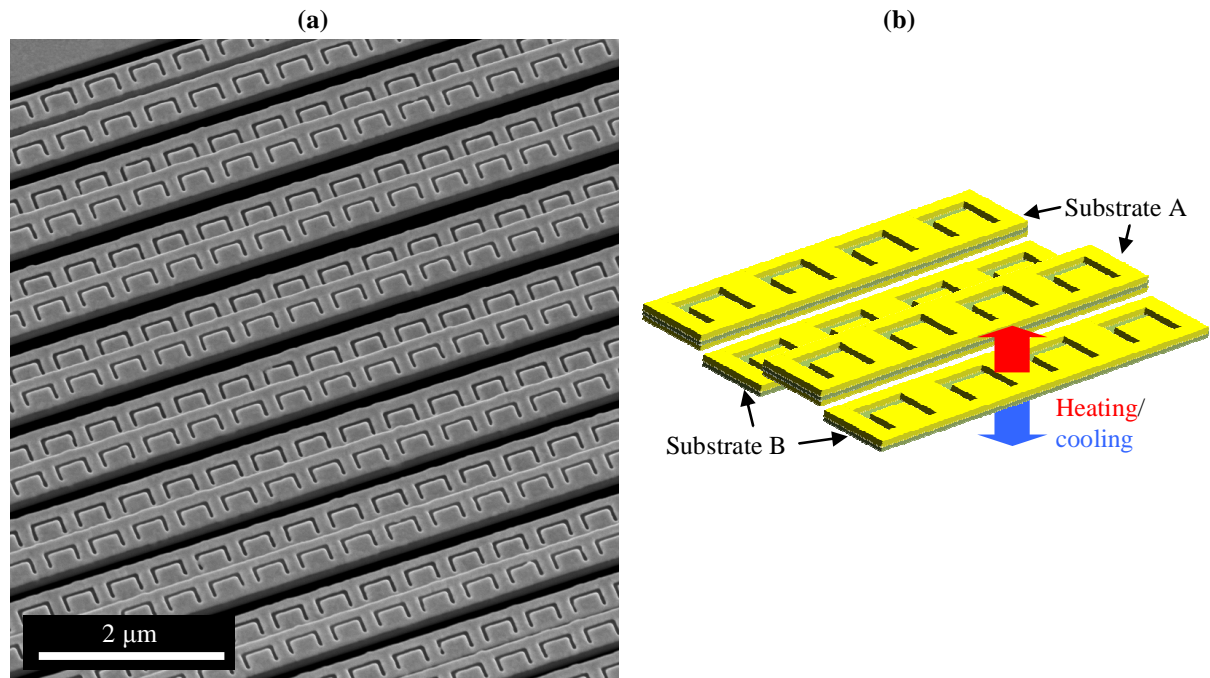 (a)
(b)
Substrate A
Substrate B
Heating/
cooling
2 μm